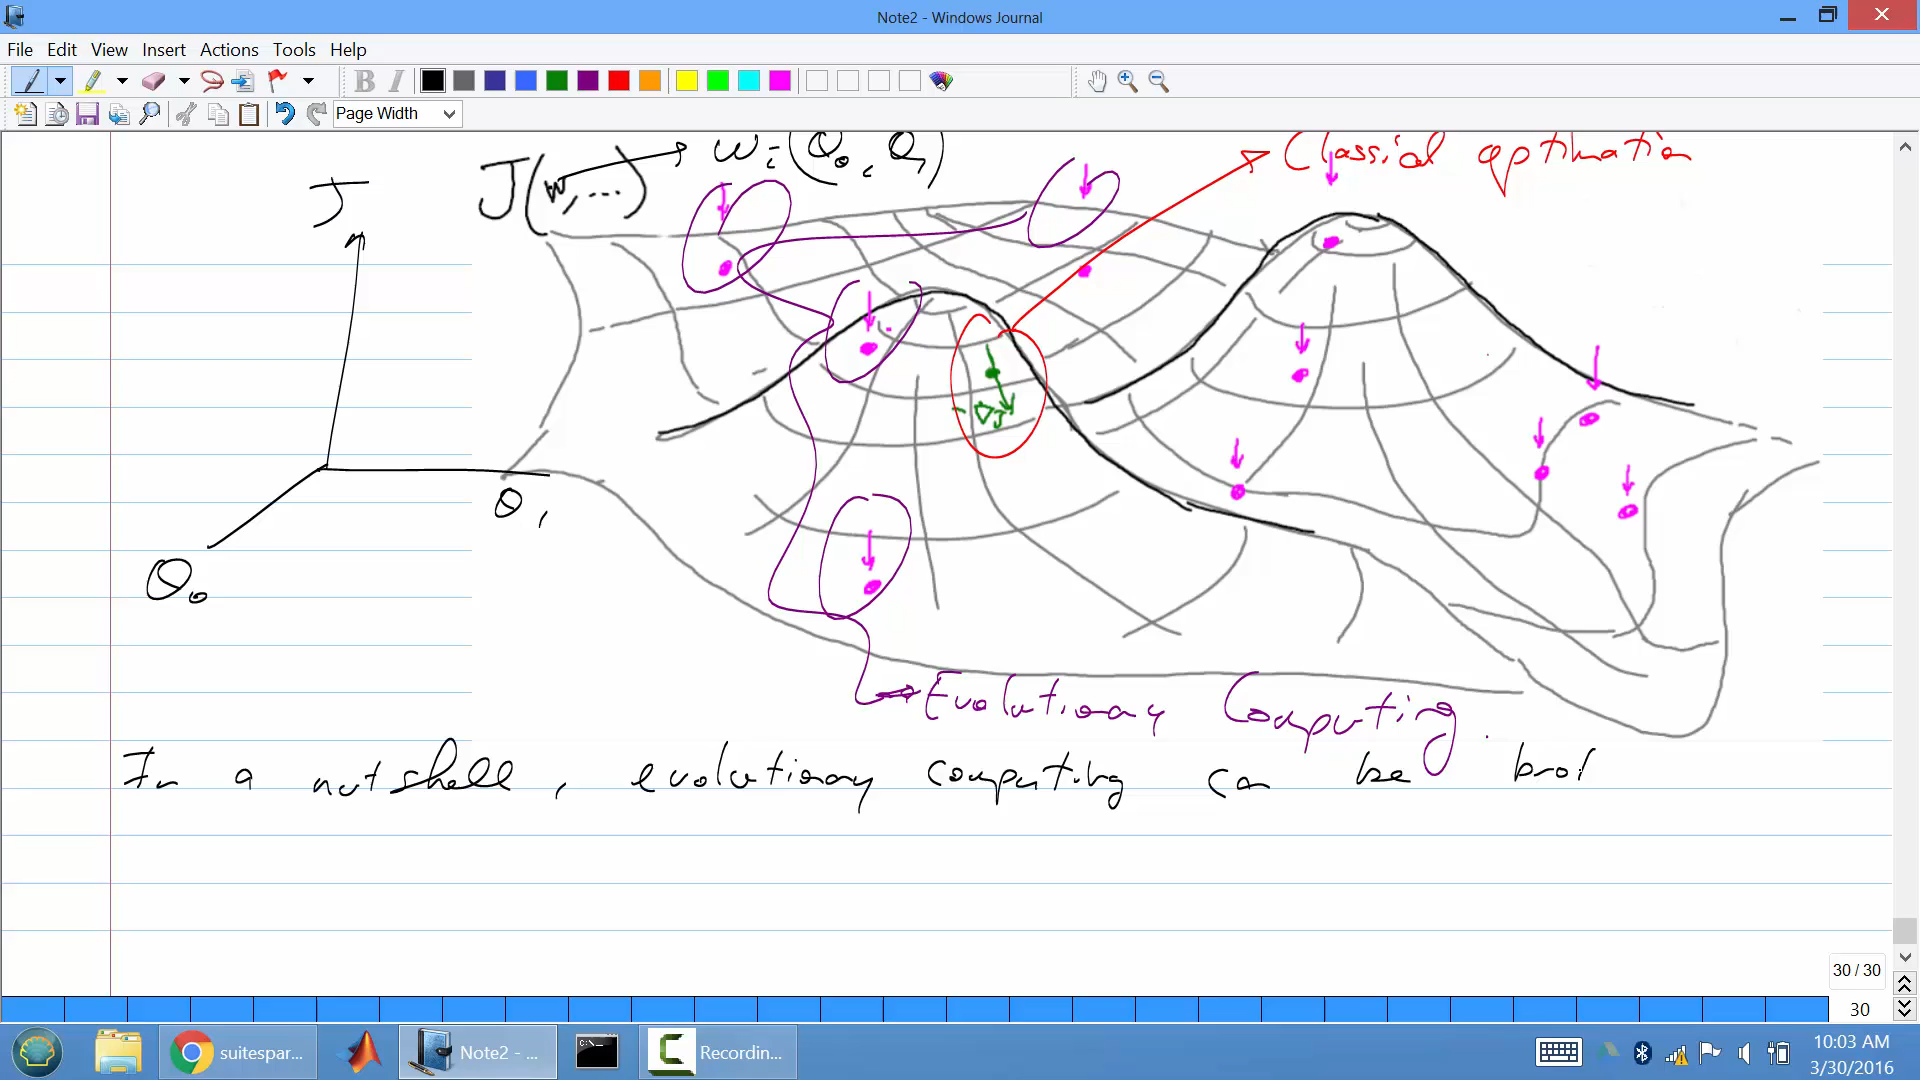 Note2 - Windows Journal
File Edit View Insert Actions Tools Help
B I
Page Width
J(w, ...) w = (θ₀, θ₁) Classical optimation
J
-∇J
θ₁
θ₀
Evolutionary Computing.
In a nutshell, evolutionary computing can be brok
30 / 30
30
suitespar... Note2 - ... C:\_ Recordin... 10:03 AM
3/30/2016